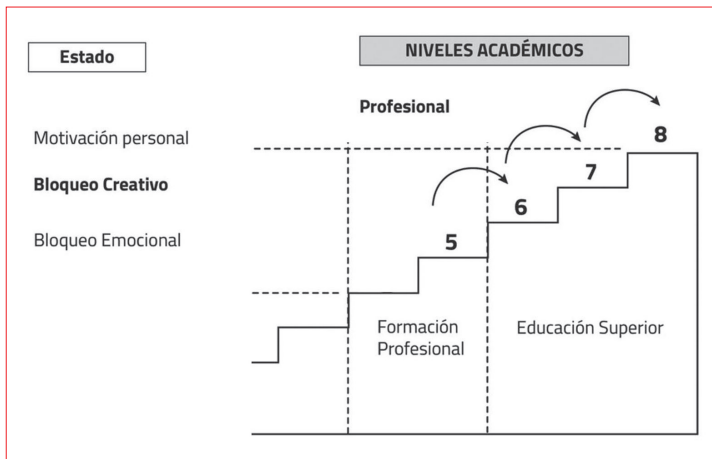 Estado
NIVELES ACADÉMICOS
Profesional
Motivación personal
Bloqueo Creativo
Bloqueo Emocional
8
7
6
5
Formación
Profesional
Educación Superior